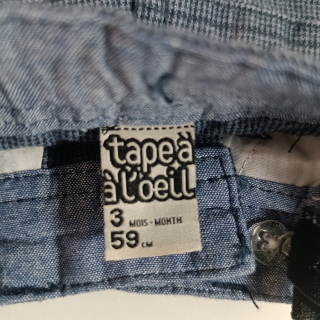 tape à
à l'oeil
3 MOIS - MONTH
59 CM